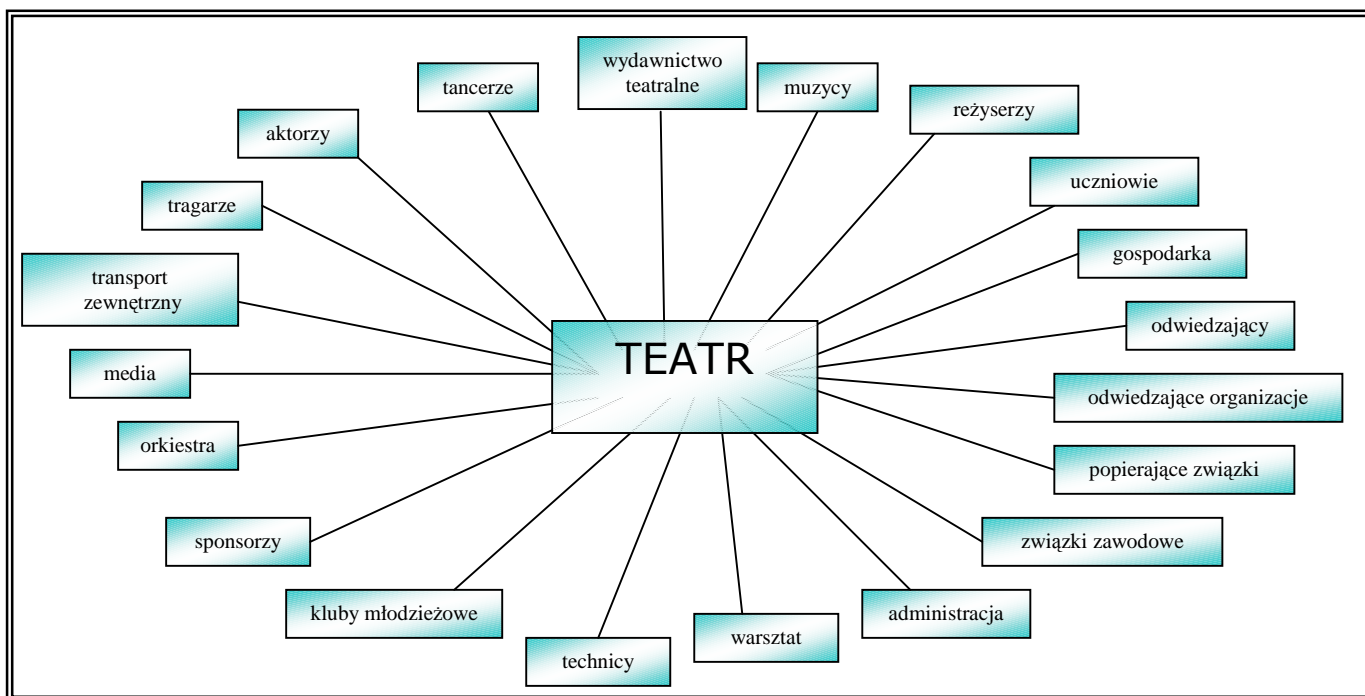 wydawnictwo
teatralne
tancerze
muzycy
reżyserzy
aktorzy
uczniowie
tragarze
gospodarka
transport
zewnętrzny
odwiedzający
TEATR
media
odwiedzające organizacje
orkiestra
popierające związki
sponsorzy
związki zawodowe
kluby młodzieżowe
administracja
warsztat
technicy